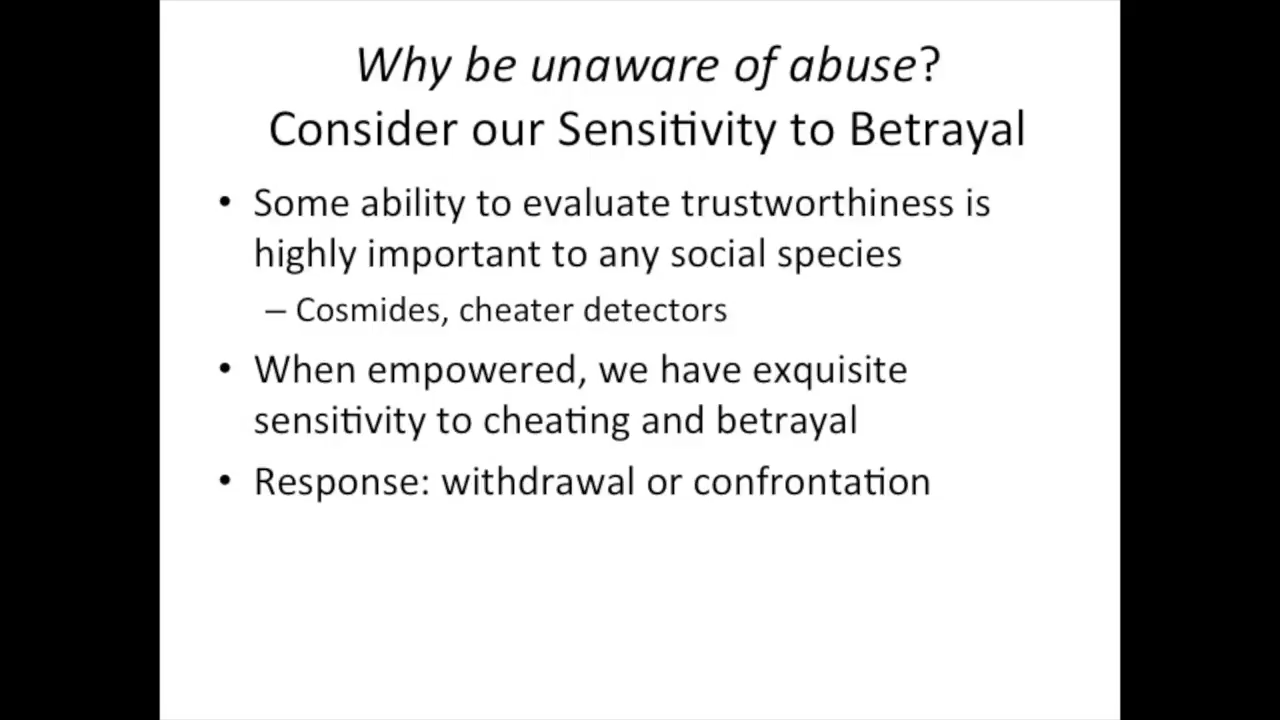 Why be unaware of abuse?
Consider our Sensitivity to Betrayal
• Some ability to evaluate trustworthiness is
highly important to any social species
– Cosmides, cheater detectors
• When empowered, we have exquisite
sensitivity to cheating and betrayal
• Response: withdrawal or confrontation